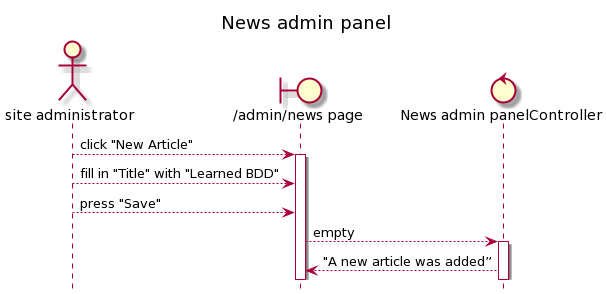 News admin panel
site administrator
/admin/news page
News admin panelController
click "New Article"
fill in "Title" with "Learned BDD"
press "Save"
empty
"A new article was added”